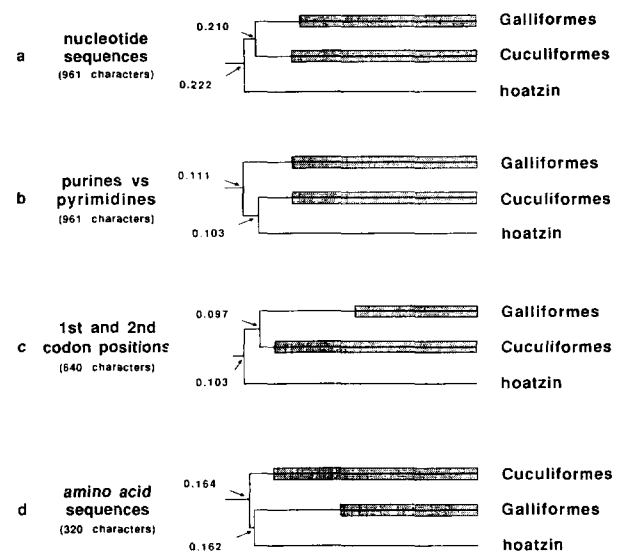 a
nucleotide
sequences
(961 characters)
0.210
0.222
Galliformes
Cuculiformes
hoatzin
b
purines vs
pyrimidines
(961 characters)
0.111
0.103
Galliformes
Cuculiformes
hoatzin
c
1st and 2nd
codon positions
(640 characters)
0.097
0.103
Galliformes
Cuculiformes
hoatzin
d
amino acid
sequences
(320 characters)
0.164
0.162
Cuculiformes
Galliformes
hoatzin